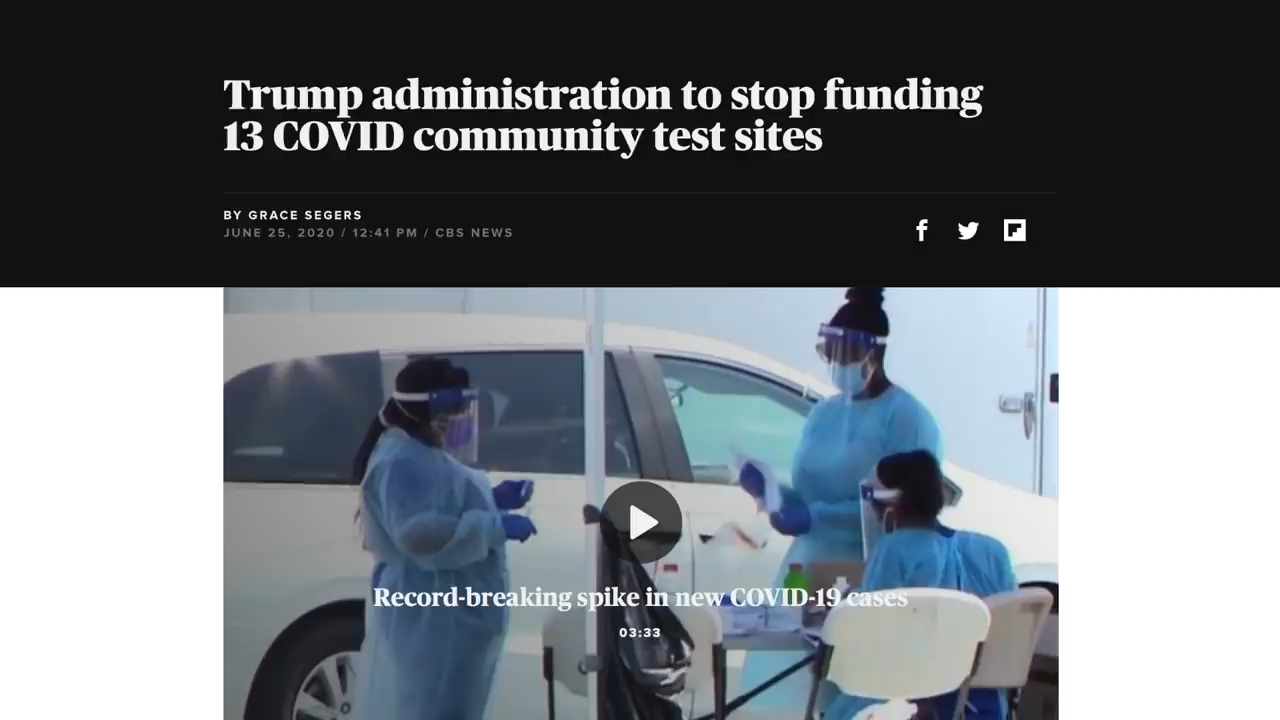 Trump administration to stop funding
13 COVID community test sites
BY GRACE SEGERS
JUNE 25, 2020 / 12:41 PM / CBS NEWS
Record-breaking spike in new COVID-19 cases
03:33